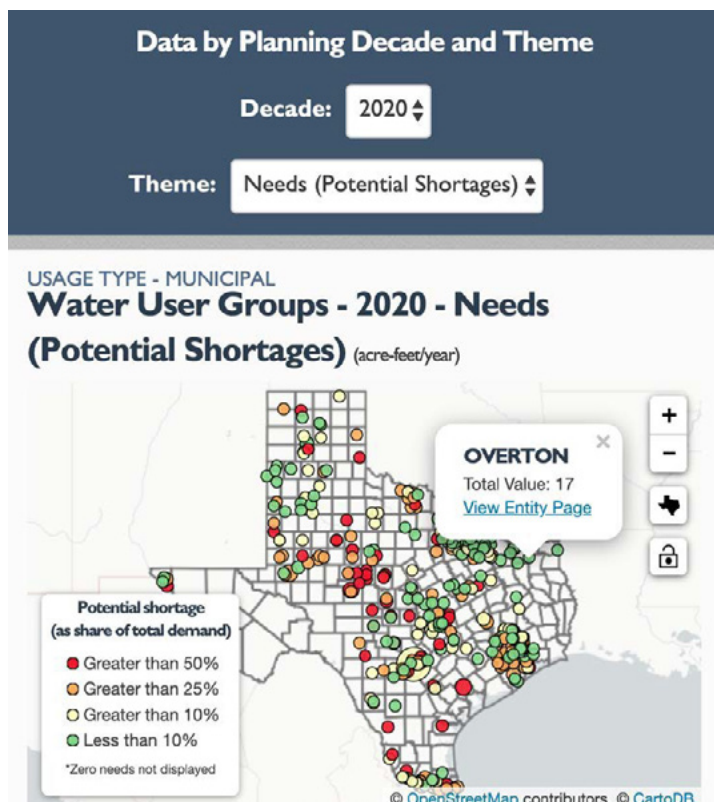 Data by Planning Decade and Theme
Decade: 2020
Theme: Needs (Potential Shortages)
USAGE TYPE - MUNICIPAL
Water User Groups - 2020 - Needs
(Potential Shortages) (acre-feet/year)
+
−
OVERTON ×
Total Value: 17
View Entity Page
Potential shortage
(as share of total demand)
Greater than 50%
Greater than 25%
Greater than 10%
Less than 10%
*Zero needs not displayed
© OpenStreetMap contributors, © CartoDB